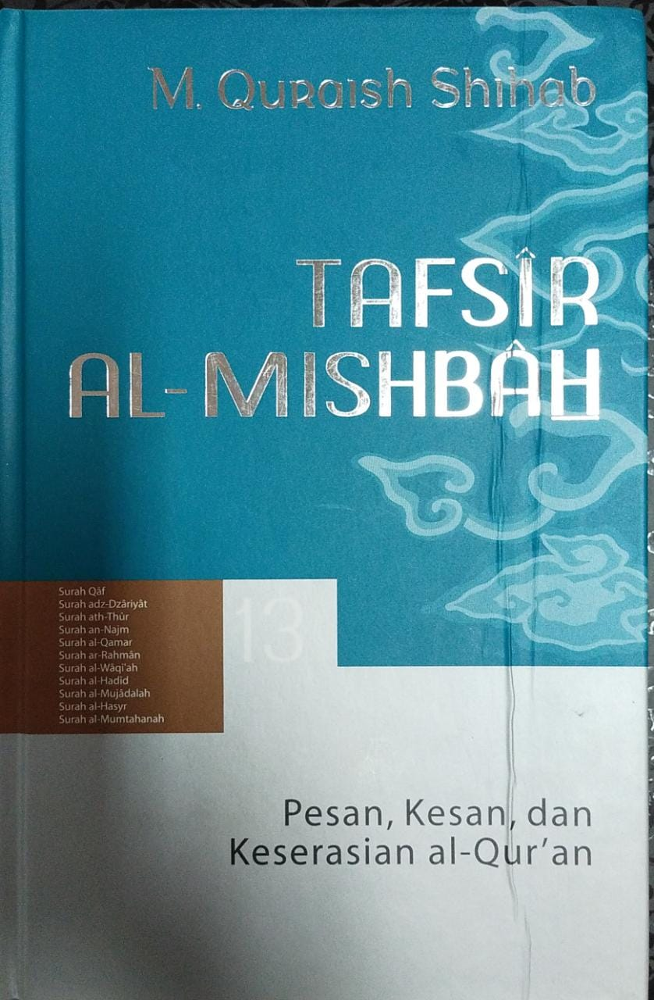 M. Quraish Shihab
TAFSÎR
AL-MISHBÂH
Surah Qâf
Surah adz-Dzâriyât
Surah ath-Thûr
Surah an-Najm
Surah al-Qamar
Surah ar-Rahmân
Surah al-Wâqi'ah
Surah al-Hadîd
Surah al-Mujâdalah
Surah al-Hasyr
Surah al-Mumtahanah
13
Pesan, Kesan, dan
Keserasian al-Qur'an